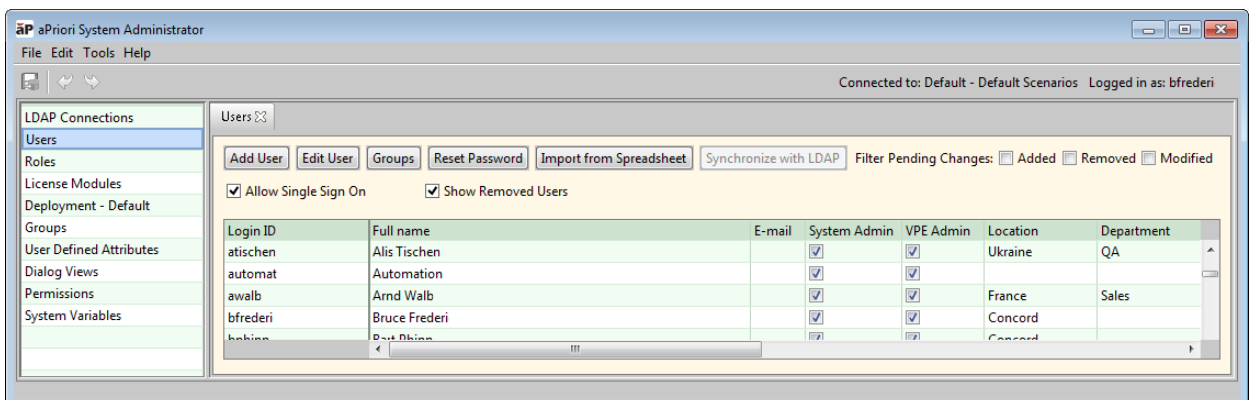 aP aPriori System Administrator
File Edit Tools Help
Connected to: Default - Default Scenarios Logged in as: bfrederi
LDAP Connections
Users
Roles
License Modules
Deployment - Default
Groups
User Defined Attributes
Dialog Views
Permissions
System Variables
Users
Add User Edit User Groups Reset Password Import from Spreadsheet Synchronize with LDAP Filter Pending Changes: Added Removed Modified
Allow Single Sign On Show Removed Users
Login ID Full name E-mail System Admin VPE Admin Location Department
atischen Alis Tischen Ukraine QA
automat Automation
awalb Arnd Walb France Sales
bfrederi Bruce Frederi Concord
Concord